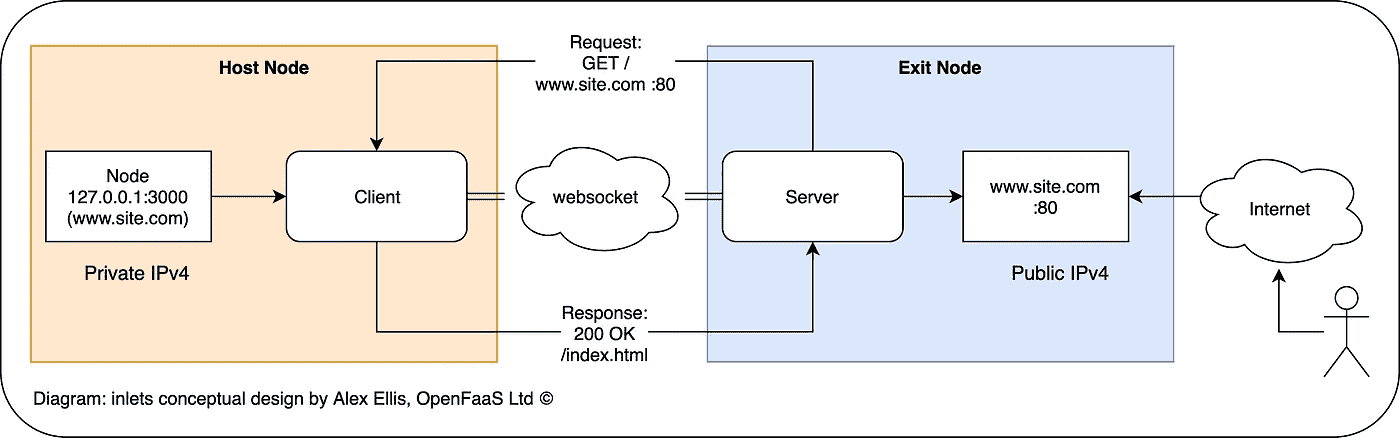 Host Node
Request:
GET /
www.site.com :80
Exit Node
Node
127.0.0.1:3000
(www.site.com)
Client
websocket
Server
www.site.com
:80
Internet
Private IPv4
Public IPv4
Response:
200 OK
/index.html
Diagram: inlets conceptual design by Alex Ellis, OpenFaaS Ltd ©